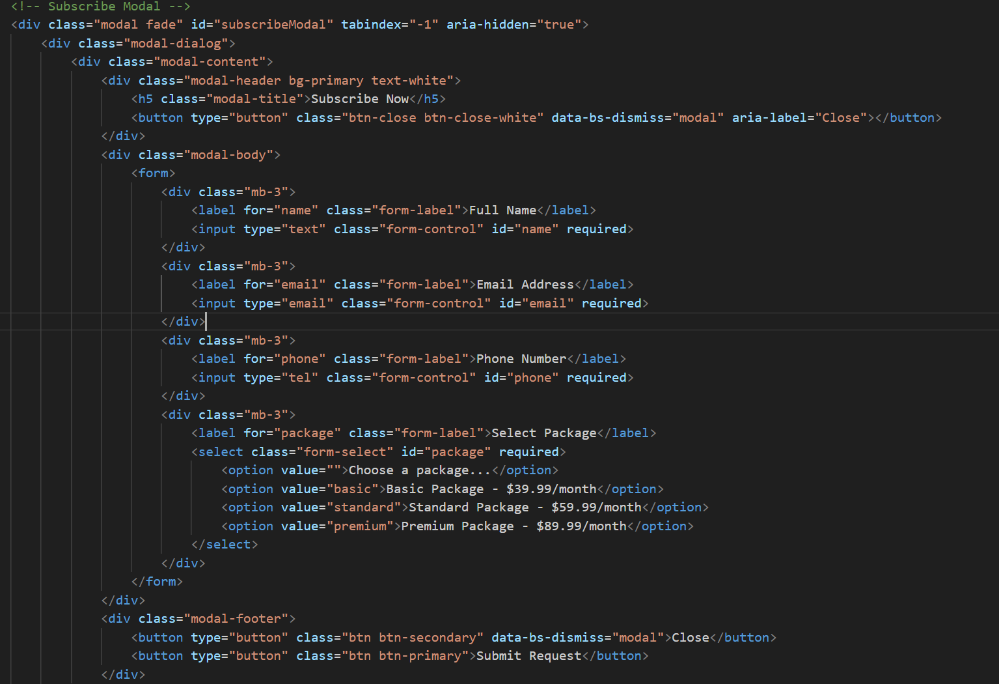 <!-- Subscribe Modal -->
<div class="modal fade" id="subscribeModal" tabindex="-1" aria-hidden="true">
    <div class="modal-dialog">
        <div class="modal-content">
            <div class="modal-header bg-primary text-white">
                <h5 class="modal-title">Subscribe Now</h5>
                <button type="button" class="btn-close btn-close-white" data-bs-dismiss="modal" aria-label="Close"></button>
            </div>
            <div class="modal-body">
                <form>
                    <div class="mb-3">
                        <label for="name" class="form-label">Full Name</label>
                        <input type="text" class="form-control" id="name" required>
                    </div>
                    <div class="mb-3">
                        <label for="email" class="form-label">Email Address</label>
                        <input type="email" class="form-control" id="email" required>
                    </div>
                    <div class="mb-3">
                        <label for="phone" class="form-label">Phone Number</label>
                        <input type="tel" class="form-control" id="phone" required>
                    </div>
                    <div class="mb-3">
                        <label for="package" class="form-label">Select Package</label>
                        <select class="form-select" id="package" required>
                            <option value="">Choose a package...</option>
                            <option value="basic">Basic Package - $39.99/month</option>
                            <option value="standard">Standard Package - $59.99/month</option>
                            <option value="premium">Premium Package - $89.99/month</option>
                        </select>
                    </div>
                </form>
            </div>
            <div class="modal-footer">
                <button type="button" class="btn btn-secondary" data-bs-dismiss="modal">Close</button>
                <button type="button" class="btn btn-primary">Submit Request</button>
            </div>